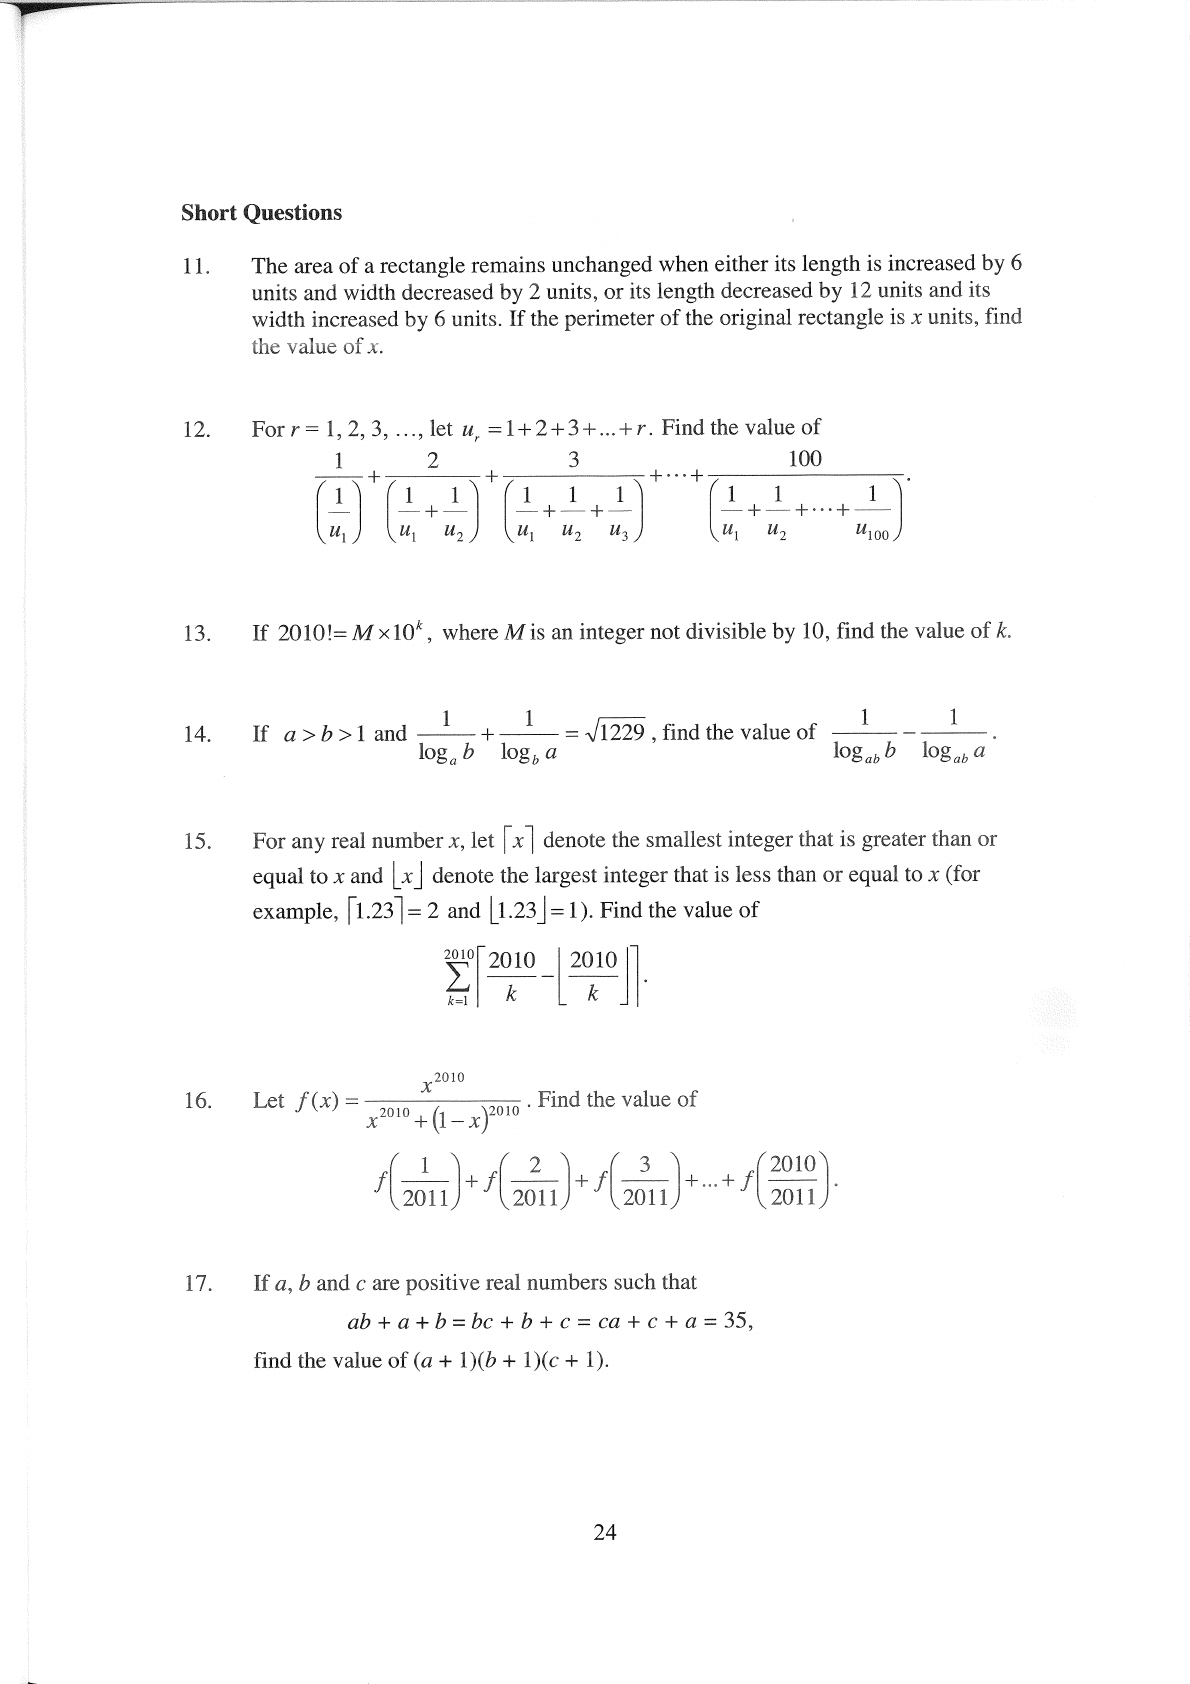 Short Questions
11. The area of a rectangle remains unchanged when either its length is increased by 6
units and width decreased by 2 units, or its length decreased by 12 units and its
width increased by 6 units. If the perimeter of the original rectangle is x units, find
the value of x.
12. For r = 1, 2, 3, …, let u_r = 1+2+3+...+r. Find the value of
\frac{1}{\left(\frac{1}{u_1}\right)} + \frac{2}{\left(\frac{1}{u_1}+\frac{1}{u_2}\right)} + \frac{3}{\left(\frac{1}{u_1}+\frac{1}{u_2}+\frac{1}{u_3}\right)} + \cdots + \frac{100}{\left(\frac{1}{u_1}+\frac{1}{u_2}+\cdots+\frac{1}{u_{100}}\right)}.
13. If 2010! = M × 10^k, where M is an integer not divisible by 10, find the value of k.
14. If a > b > 1 and \frac{1}{\log_a b} + \frac{1}{\log_b a} = \sqrt{1229}, find the value of \frac{1}{\log_{ab} b} - \frac{1}{\log_{ab} a}.
15. For any real number x, let ⌈x⌉ denote the smallest integer that is greater than or
equal to x and ⌊x⌋ denote the largest integer that is less than or equal to x (for
example, ⌈1.23⌉ = 2 and ⌊1.23⌋ = 1). Find the value of
\sum_{k=1}^{2010} \left\lceil \frac{2010}{k} - \left\lfloor \frac{2010}{k} \right\rfloor \right\rceil.
16. Let f(x) = \frac{x^{2010}}{x^{2010} + (1-x)^{2010}}. Find the value of
f\left(\frac{1}{2011}\right) + f\left(\frac{2}{2011}\right) + f\left(\frac{3}{2011}\right) + ... + f\left(\frac{2010}{2011}\right).
17. If a, b and c are positive real numbers such that
ab + a + b = bc + b + c = ca + c + a = 35,
find the value of (a + 1)(b + 1)(c + 1).
24